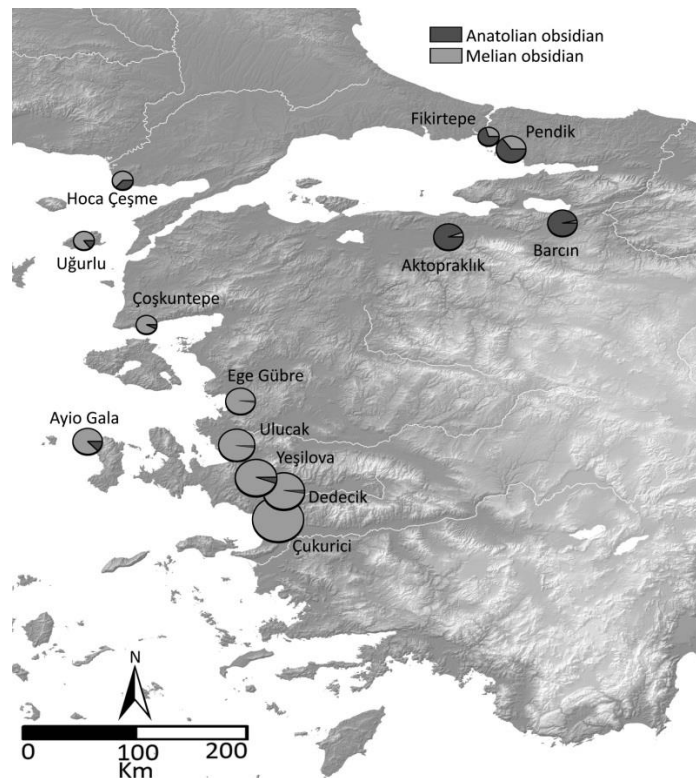 Anatolian obsidian
Melian obsidian
Fikirtepe
Pendik
Hoca Çeşme
Uğurlu
Barcın
Aktopraklık
Çoşkuntepe
Ege Gübre
Ayio Gala
Ulucak
Yeşilova
Dedecik
Çukurici
N
0 100 200
Km